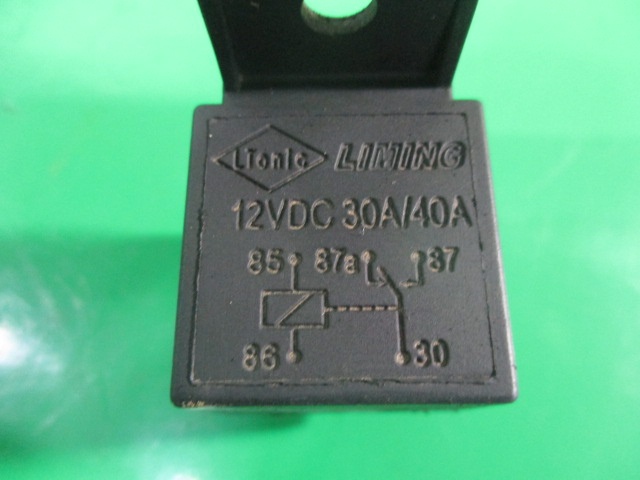 LTonic LIMING
12VDC 30A/40A
85 87a 87
86 30